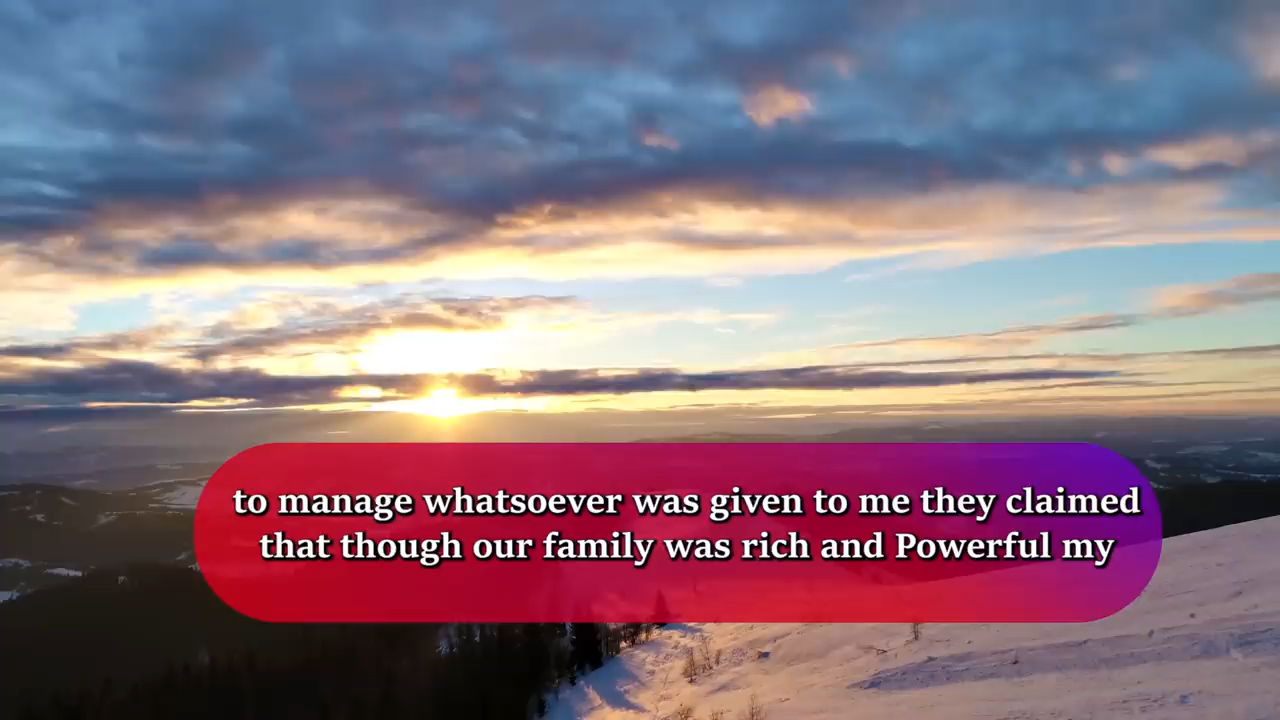 to manage whatsoever was given to me they claimed
that though our family was rich and Powerful my